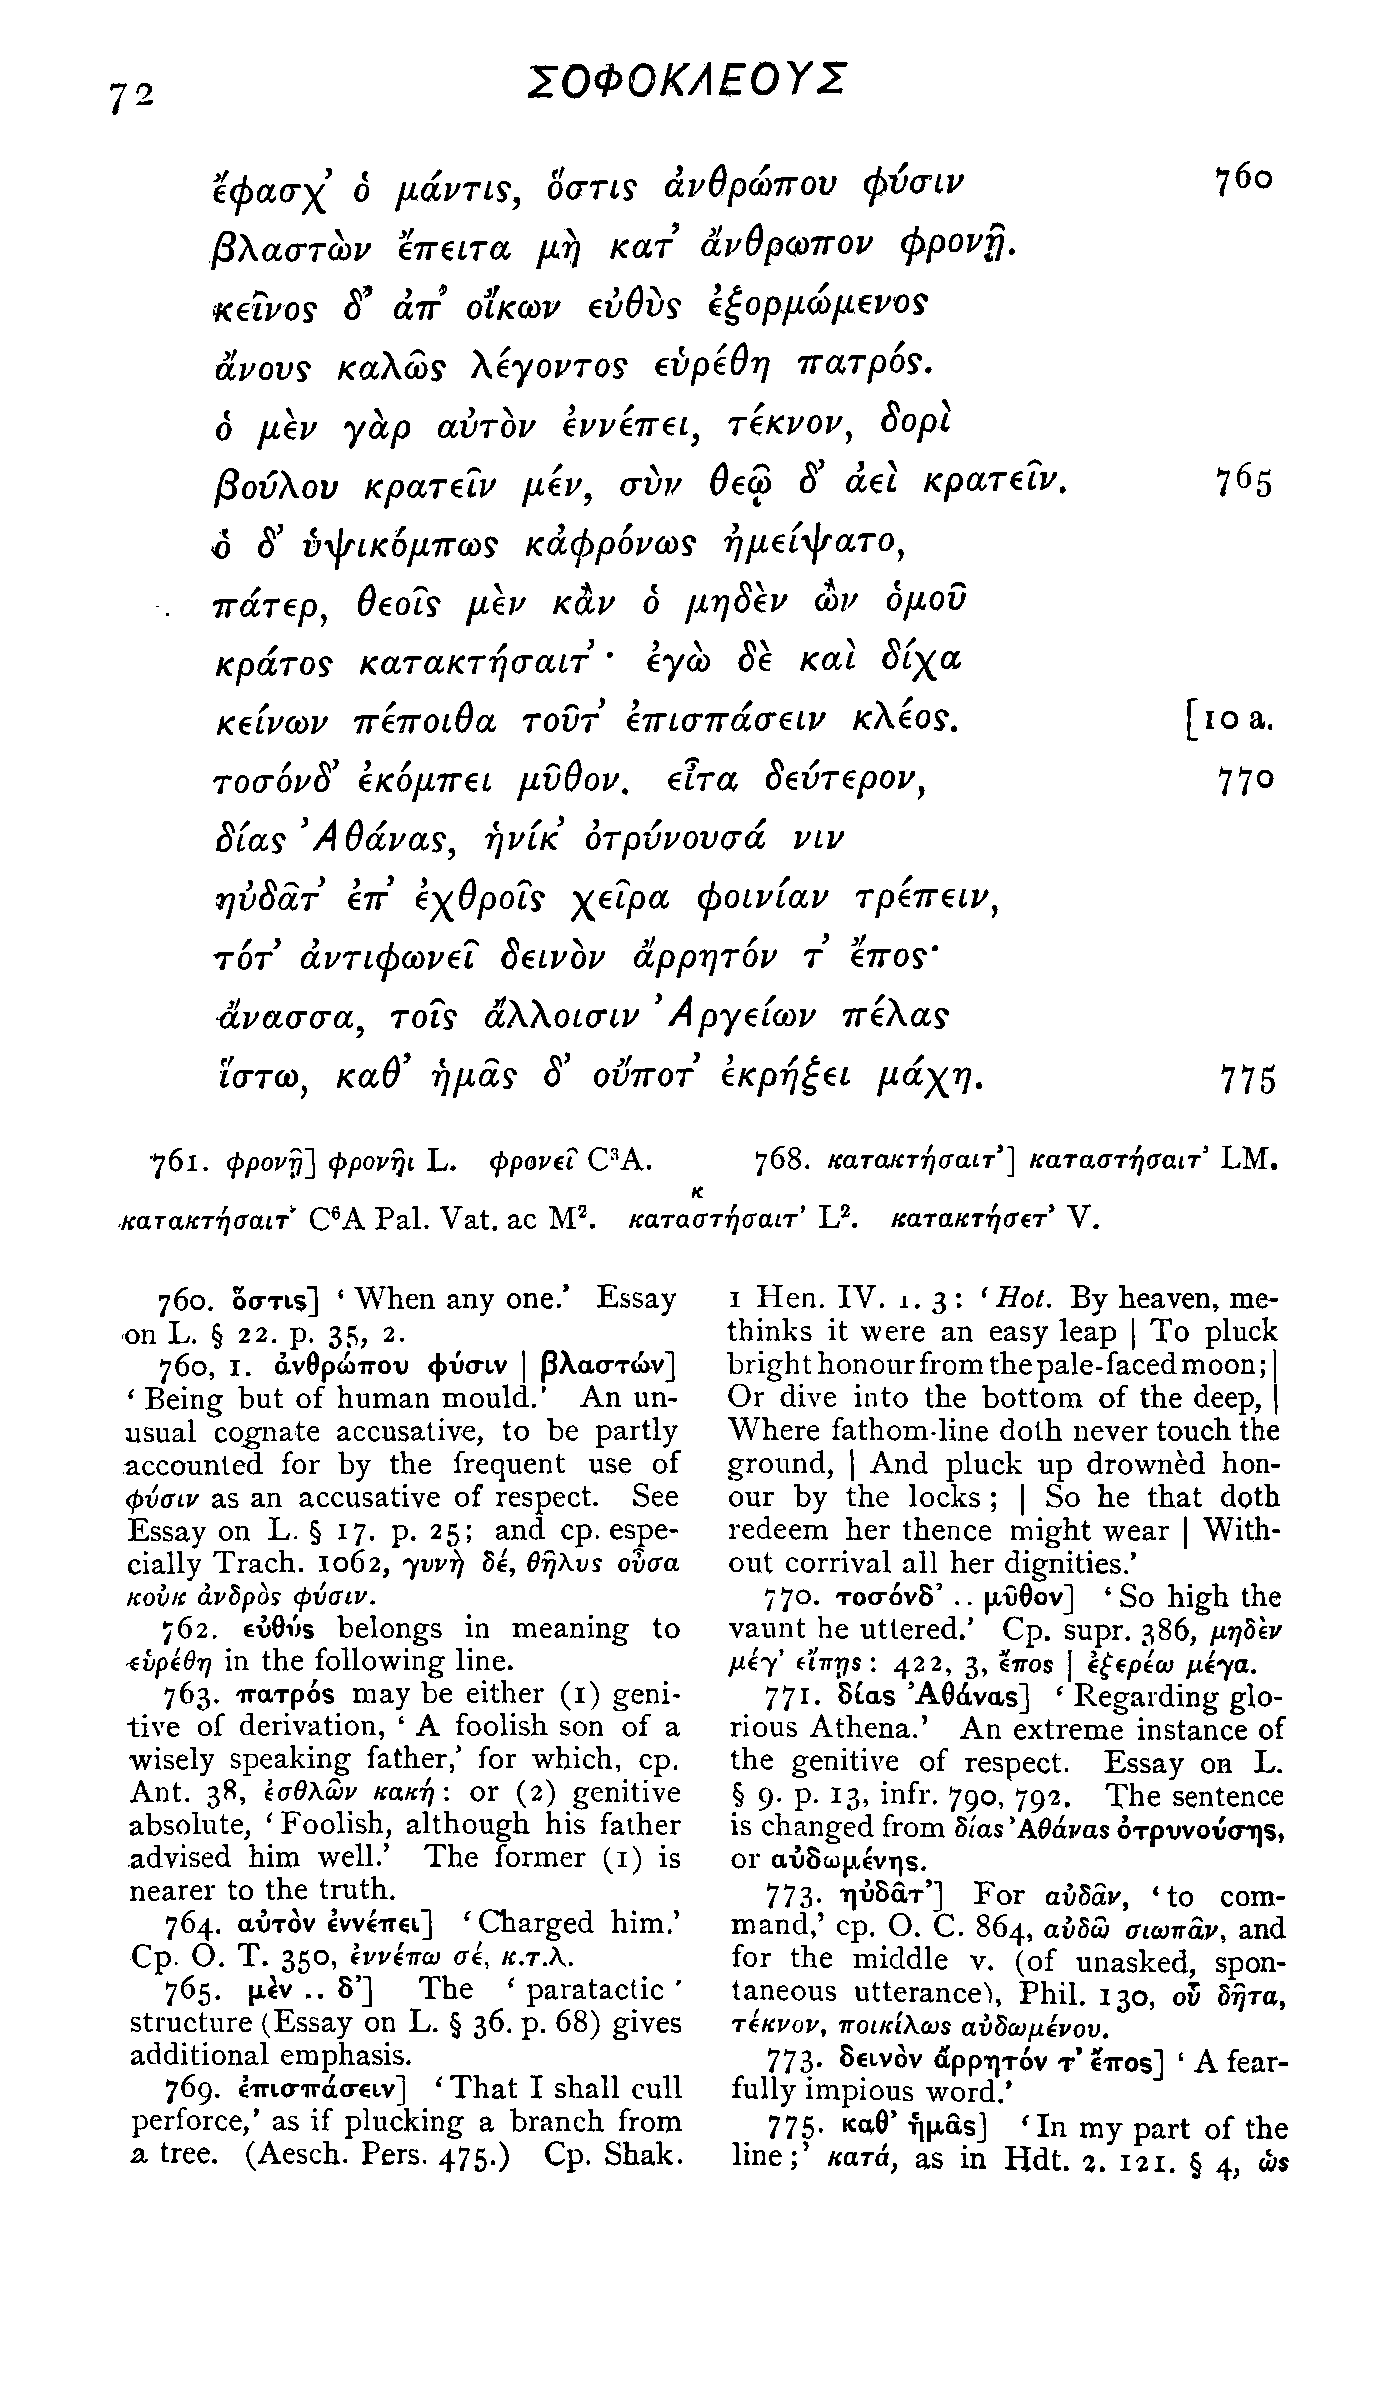 72
ΣΟΦΟΚΛΕΟΥΣ
ἔφασχ’ ὁ μάντις, ὅστις ἀνθρώπου φύσιν 760
βλαστὼν ἔπειτα μὴ κατ’ ἄνθρωπον φρονῇ.
κεῖνος δ’ ἀπ’ οἴκων εὐθὺς ἐξορμώμενος
ἄνους καλῶς λέγοντος εὑρέθη πατρός.
ὁ μὲν γὰρ αὐτὸν ἐννέπει, τέκνον, δορὶ
βούλου κρατεῖν μέν, σὺν θεῷ δ’ ἀεὶ κρατεῖν. 765
ὁ δ’ ὑψικόμπως κἀφρόνως ἠμείψατο,
πάτερ, θεοῖς μὲν κἂν ὁ μηδὲν ὢν ὁμοῦ
κράτος κατακτήσαιτ’· ἐγὼ δὲ καὶ δίχα
κείνων πέποιθα τοῦτ’ ἐπισπάσειν κλέος. [10 a.
τοσόνδ’ ἐκόμπει μῦθον. εἶτα δεύτερον, 770
δίας Ἀθάνας, ἡνίκ’ ὀτρύνουσά νιν
ηὐδᾶτ’ ἐπ’ ἐχθροῖς χεῖρα φοινίαν τρέπειν,
τότ’ ἀντιφωνεῖ δεινὸν ἄρρητόν τ’ ἔπος·
ἄνασσα, τοῖς ἄλλοισιν Ἀργείων πέλας
ἵστω, καθ’ ἡμᾶς δ’ οὔποτ’ ἐκρήξει μάχη. 775
761. φρονῇ] φρονῆι L. φρονεῖ C³A. 768. κατακτήσαιτ’] καταστήσαιτ’ LM.
κ
κατακτήσαιτ’ C⁶A Pal. Vat. ac M². καταστήσαιτ’ L². κατακτήσετ’ V.
760. ὅστις] ‘When any one.’ Essay
on L. § 22. p. 35, 2.
760, 1. ἀνθρώπου φύσιν | βλαστών]
‘Being but of human mould.’ An un-
usual cognate accusative, to be partly
accounted for by the frequent use of
φύσιν as an accusative of respect. See
Essay on L. § 17. p. 25; and cp. espe-
cially Trach. 1062, γυνὴ δέ, θῆλυς οὖσα
κοὐκ ἀνδρὸς φύσιν.
762. εὐθύς belongs in meaning to
εὑρέθη in the following line.
763. πατρός may be either (1) geni-
tive of derivation, ‘A foolish son of a
wisely speaking father,’ for which, cp.
Ant. 38, ἐσθλῶν κακή: or (2) genitive
absolute, ‘Foolish, although his father
advised him well.’ The former (1) is
nearer to the truth.
764. αὐτὸν ἐννέπει] ‘Charged him.’
Cp. O. T. 350, ἐννέπω σέ, κ.τ.λ.
765. μὲν .. δ’] The ‘paratactic’
structure (Essay on L. § 36. p. 68) gives
additional emphasis.
769. ἐπισπάσειν] ‘That I shall cull
perforce,’ as if plucking a branch from
a tree. (Aesch. Pers. 475.) Cp. Shak.
1 Hen. IV. 1. 3: ‘Hot. By heaven, me-
thinks it were an easy leap | To pluck
bright honour from the pale-faced moon; |
Or dive into the bottom of the deep, |
Where fathom-line doth never touch the
ground, | And pluck up drownèd hon-
our by the locks; | So he that doth
redeem her thence might wear | With-
out corrival all her dignities.’
770. τοσόνδ’ .. μῦθον] ‘So high the
vaunt he uttered.’ Cp. supr. 386, μηδὲν
μέγ’ εἴπῃς: 422, 3, ἔπος | ἐξερέω μέγα.
771. δίας Ἀθάνας] ‘Regarding glo-
rious Athena.’ An extreme instance of
the genitive of respect. Essay on L.
§ 9. p. 13, infr. 790, 792. The sentence
is changed from δίας Ἀθάνας ὀτρυνούσης,
or αὐδωμένης.
773. ηὐδᾶτ’] For αὐδᾶν, ‘to com-
mand,’ cp. O. C. 864, αὐδῶ σιωπᾶν, and
for the middle v. (of unasked, spon-
taneous utterance), Phil. 130, οὗ δῆτα,
τέκνον, ποικίλως αὐδωμένου.
773. δεινὸν ἄρρητόν τ’ ἔπος] ‘A fear-
fully impious word.’
775. καθ’ ἡμᾶς] ‘In my part of the
line;’ κατά, as in Hdt. 2. 121. § 4, ὡς